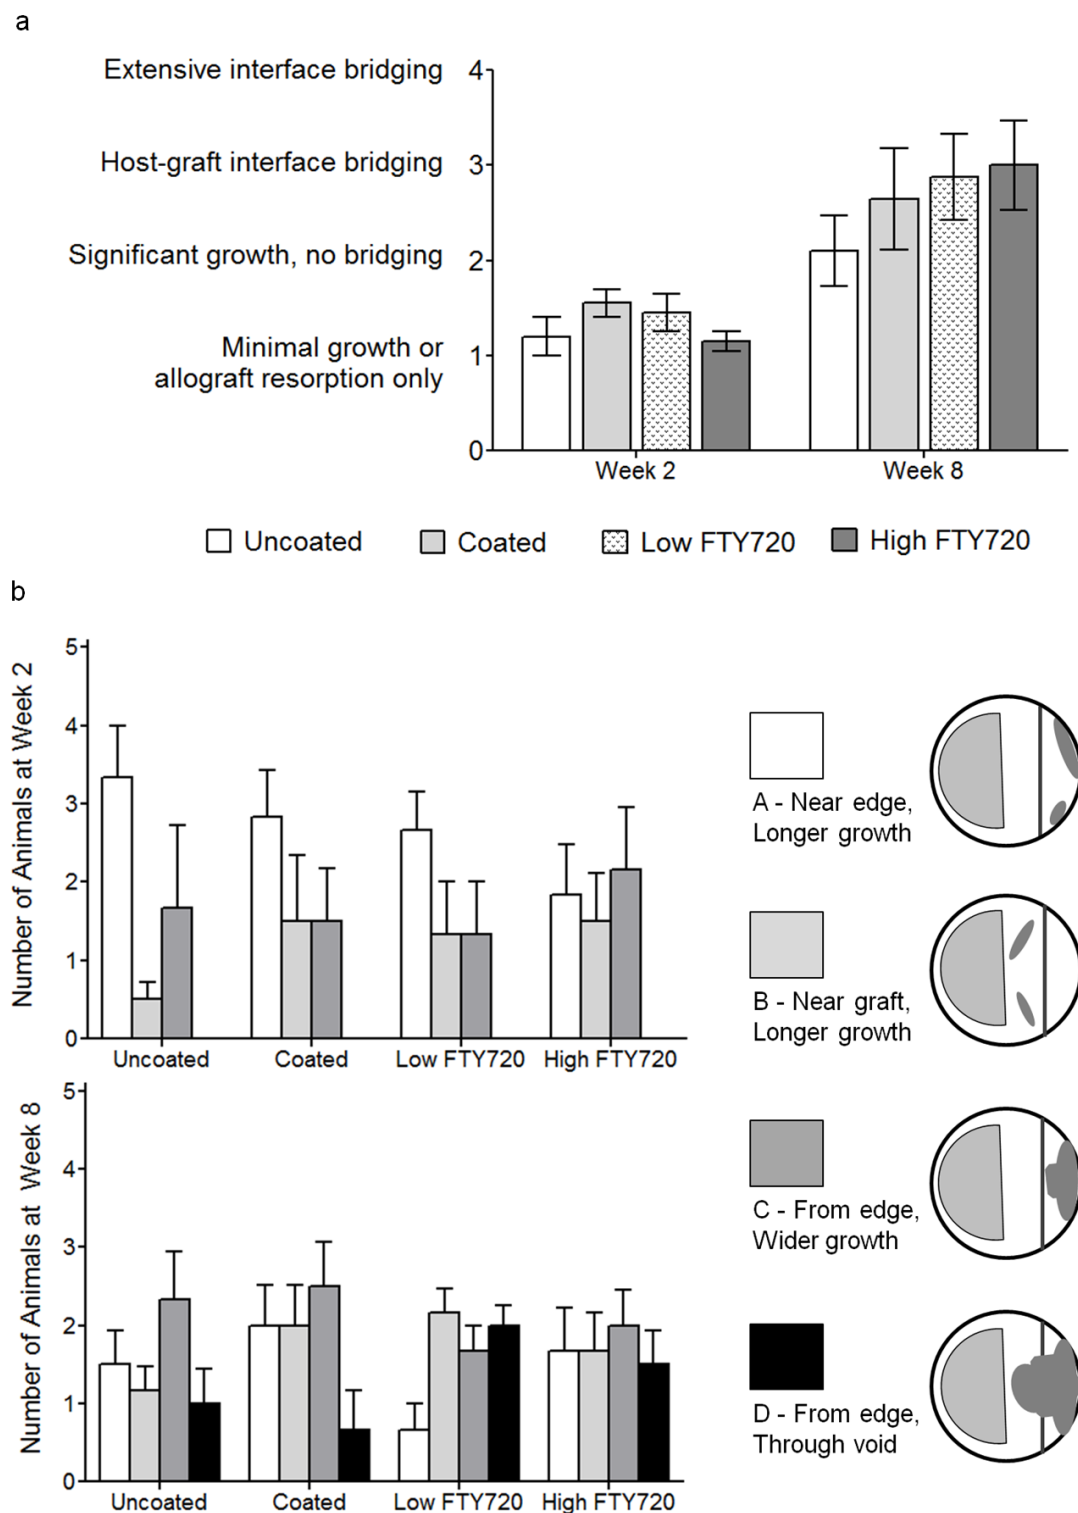 a
Extensive interface bridging
Host-graft interface bridging
Significant growth, no bridging
Minimal growth or
allograft resorption only
4
3
2
1
0
Week 2
Week 8
Uncoated
Coated
Low FTY720
High FTY720
b
Number of Animals at Week 2
5
4
3
2
1
0
Uncoated
Coated
Low FTY720
High FTY720
Number of Animals at Week 8
5
4
3
2
1
0
Uncoated
Coated
Low FTY720
High FTY720
A - Near edge,
Longer growth
B - Near graft,
Longer growth
C - From edge,
Wider growth
D - From edge,
Through void